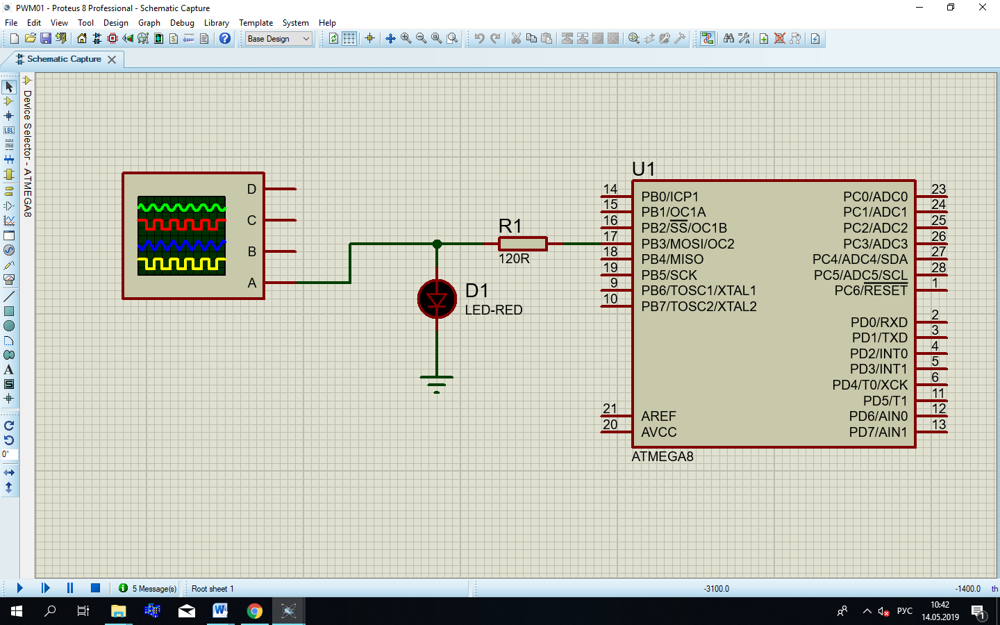 PWM01 - Proteus 8 Professional - Schematic Capture
File Edit View Tool Design Graph Debug Library Template System Help
Base Design
Schematic Capture
Device Selector - ATMEGA8
LBL
A
S
0°
D
C
B
A
R1
120R
D1
LED-RED
U1
14 PB0/ICP1 PC0/ADC0 23
15 PB1/OC1A PC1/ADC1 24
16 PB2/SS/OC1B PC2/ADC2 25
17 PB3/MOSI/OC2 PC3/ADC3 26
18 PB4/MISO PC4/ADC4/SDA 27
19 PB5/SCK PC5/ADC5/SCL 28
9 PB6/TOSC1/XTAL1 PC6/RESET 1
10 PB7/TOSC2/XTAL2
PD0/RXD 2
PD1/TXD 3
PD2/INT0 4
PD3/INT1 5
PD4/T0/XCK 6
PD5/T1 11
21 AREF PD6/AIN0 12
20 AVCC PD7/AIN1 13
ATMEGA8
5 Message(s) Root sheet 1 -3100.0 -1400.0 th
РУС 10:42
14.05.2019
1